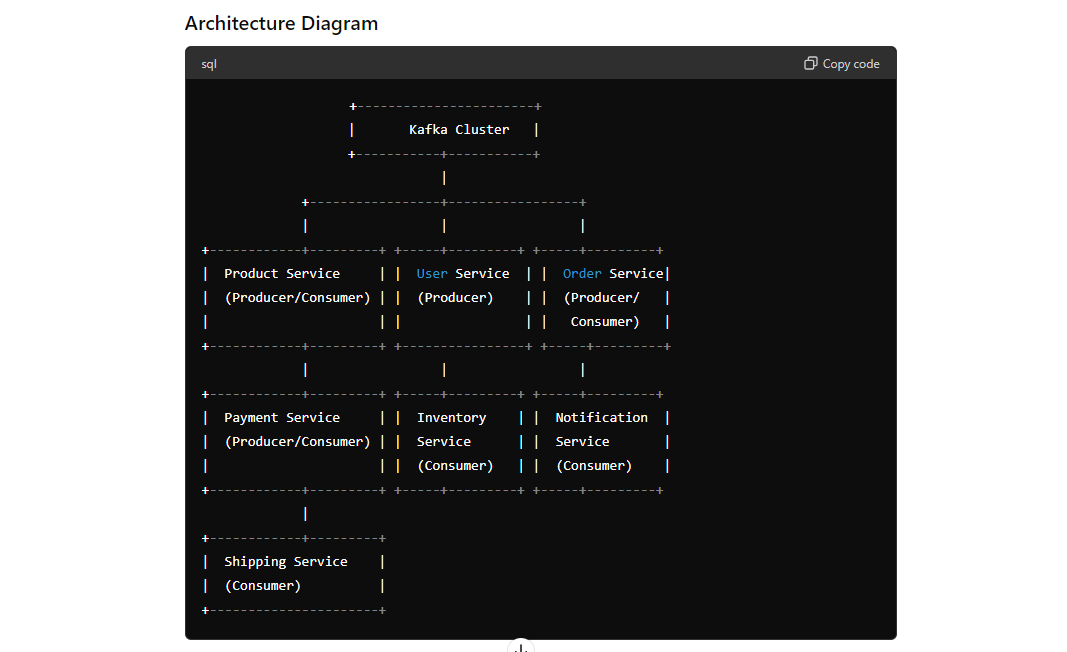 Architecture Diagram
sql Copy code
                   +-----------------------+
                   |       Kafka Cluster   |
                   +-----------+-----------+
                               |
             +-----------------+-----------------+
             |                 |                 |
+------------+---------+ +-----+---------+ +-----+---------+
|  Product Service     | |  User Service  | |  Order Service|
|  (Producer/Consumer) | |  (Producer)    | |  (Producer/   |
|                      | |                | |   Consumer)   |
+------------+---------+ +----------------+ +-----+---------+
             |                 |                 |
+------------+---------+ +-----+---------+ +-----+---------+
|  Payment Service     | |  Inventory    | |  Notification  |
|  (Producer/Consumer) | |  Service      | |  Service       |
|                      | |  (Consumer)   | |  (Consumer)    |
+------------+---------+ +-----+---------+ +-----+---------+
             |
+------------+---------+
|  Shipping Service    |
|  (Consumer)          |
+----------------------+